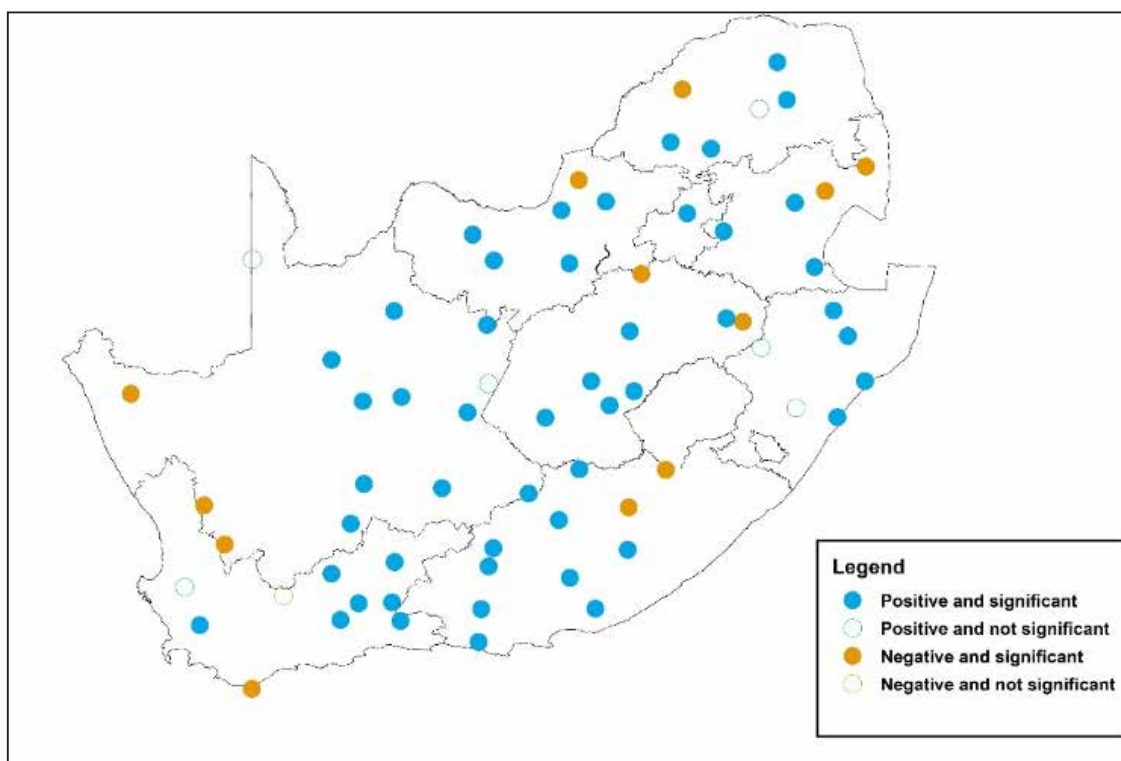 Legend
Positive and significant
Positive and not significant
Negative and significant
Negative and not significant